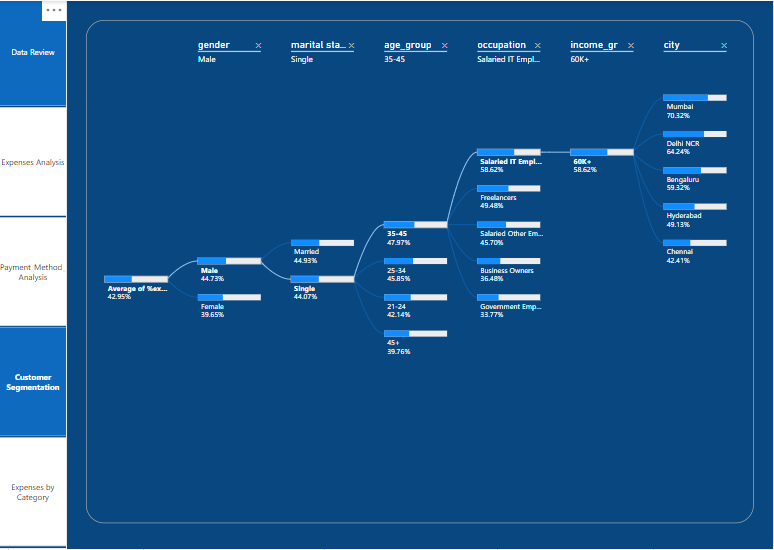 Data Review
Expenses Analysis
Payment Method
Analysis
Customer
Segmentation
Expenses by
Category
gender
Male
marital sta...
Single
age_group
35-45
occupation
Salaried IT Empl...
income_gr
60K+
city
Average of %ex...
42.95%
Male
44.73%
Female
39.65%
Married
44.93%
Single
44.07%
35-45
47.97%
25-34
45.85%
21-24
42.14%
45+
39.76%
Salaried IT Empl...
58.62%
Freelancers
49.48%
Salaried Other Em...
45.70%
Business Owners
36.48%
Government Emp...
33.77%
60K+
58.62%
Mumbai
70.32%
Delhi NCR
64.24%
Bengaluru
59.32%
Hyderabad
49.13%
Chennai
42.41%